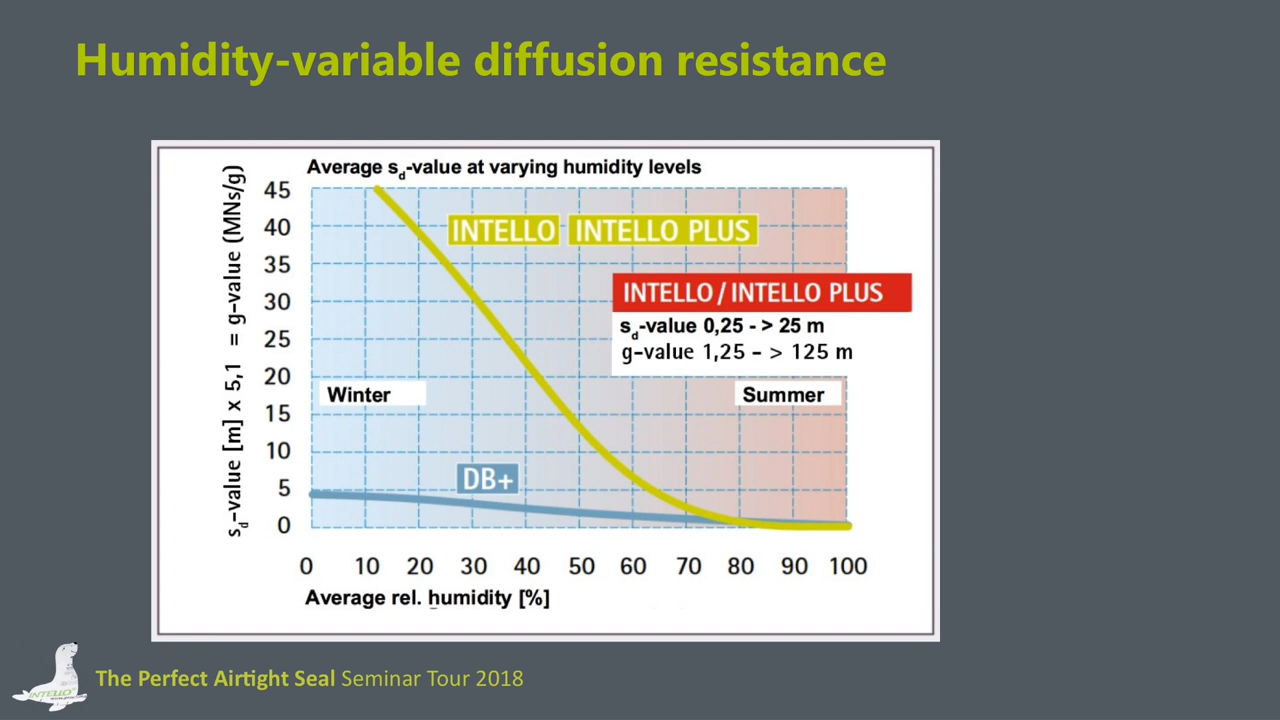 Humidity-variable diffusion resistance
Average sd-value at varying humidity levels
sd-value [m] x 5,1 = g-value (MNs/g)
45
40
35
30
25
20
15
10
5
0
INTELLO INTELLO PLUS
INTELLO / INTELLO PLUS
sd-value 0,25 - > 25 m
g-value 1,25 - > 125 m
Winter
Summer
DB+
0 10 20 30 40 50 60 70 80 90 100
Average rel. humidity [%]
INTELLO
The Perfect Airtight Seal Seminar Tour 2018